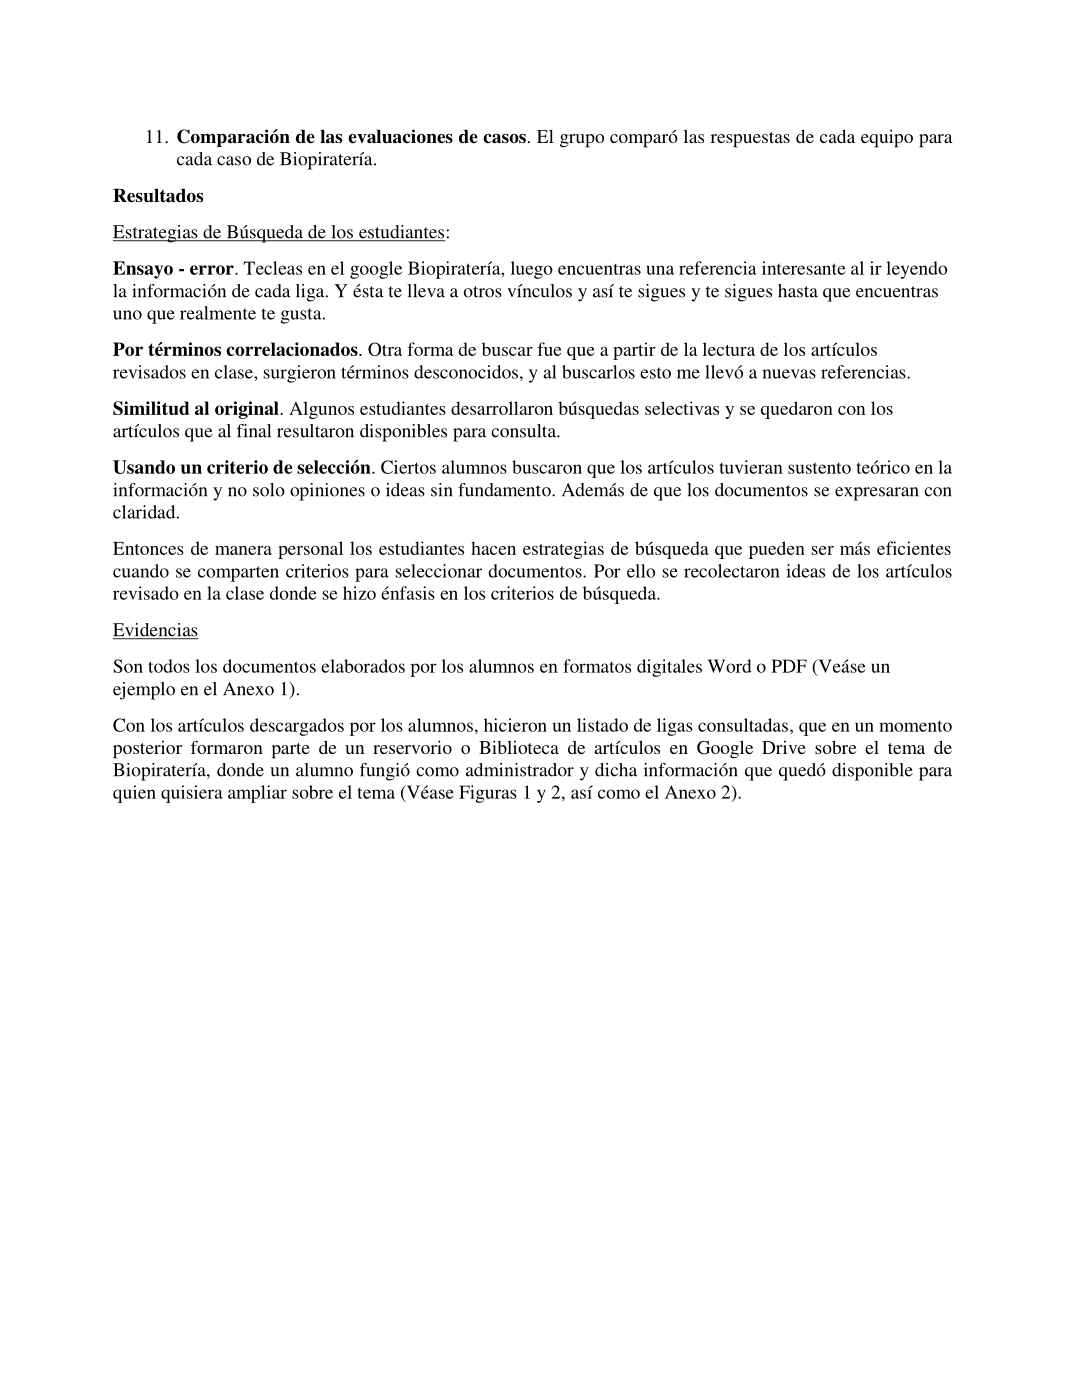 11. Comparación de las evaluaciones de casos. El grupo comparó las respuestas de cada equipo para
cada caso de Biopiratería.
Resultados
Estrategias de Búsqueda de los estudiantes:
Ensayo - error. Tecleas en el google Biopiratería, luego encuentras una referencia interesante al ir leyendo
la información de cada liga. Y ésta te lleva a otros vínculos y así te sigues y te sigues hasta que encuentras
uno que realmente te gusta.
Por términos correlacionados. Otra forma de buscar fue que a partir de la lectura de los artículos
revisados en clase, surgieron términos desconocidos, y al buscarlos esto me llevó a nuevas referencias.
Similitud al original. Algunos estudiantes desarrollaron búsquedas selectivas y se quedaron con los
artículos que al final resultaron disponibles para consulta.
Usando un criterio de selección. Ciertos alumnos buscaron que los artículos tuvieran sustento teórico en la
información y no solo opiniones o ideas sin fundamento. Además de que los documentos se expresaran con
claridad.
Entonces de manera personal los estudiantes hacen estrategias de búsqueda que pueden ser más eficientes
cuando se comparten criterios para seleccionar documentos. Por ello se recolectaron ideas de los artículos
revisado en la clase donde se hizo énfasis en los criterios de búsqueda.
Evidencias
Son todos los documentos elaborados por los alumnos en formatos digitales Word o PDF (Veáse un
ejemplo en el Anexo 1).
Con los artículos descargados por los alumnos, hicieron un listado de ligas consultadas, que en un momento
posterior formaron parte de un reservorio o Biblioteca de artículos en Google Drive sobre el tema de
Biopiratería, donde un alumno fungió como administrador y dicha información que quedó disponible para
quien quisiera ampliar sobre el tema (Véase Figuras 1 y 2, así como el Anexo 2).